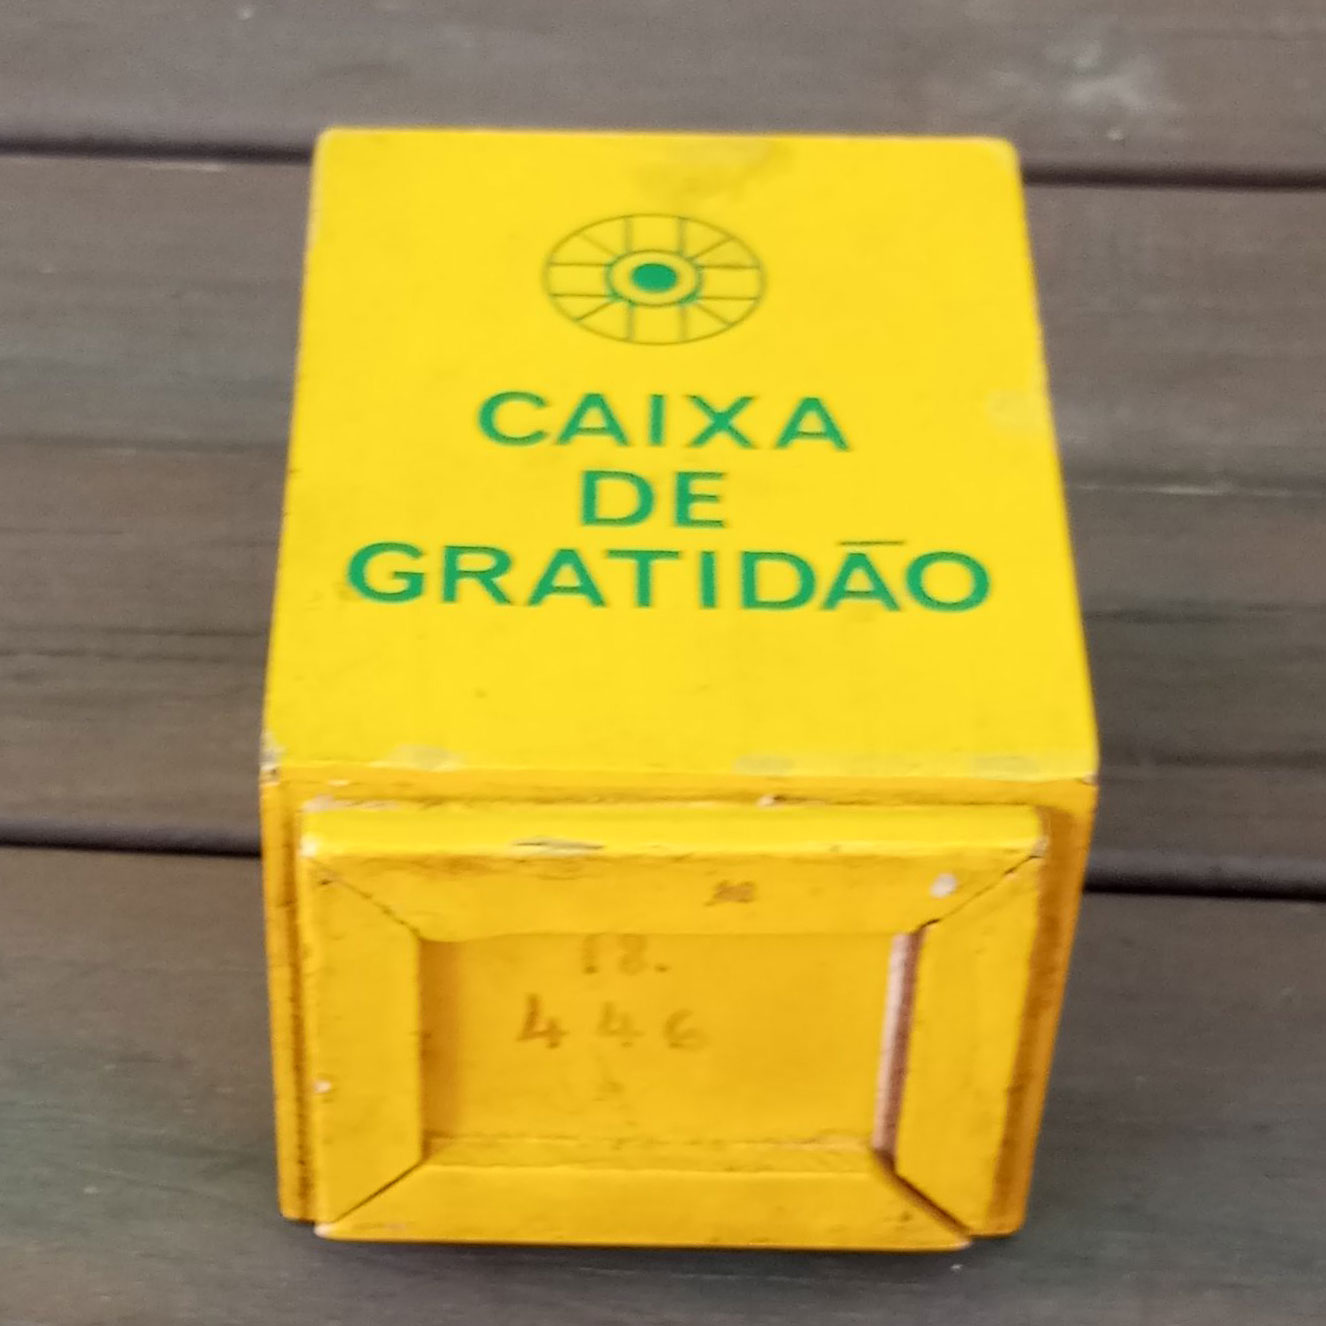 CAIXA
DE
GRATIDÃO
18.
446